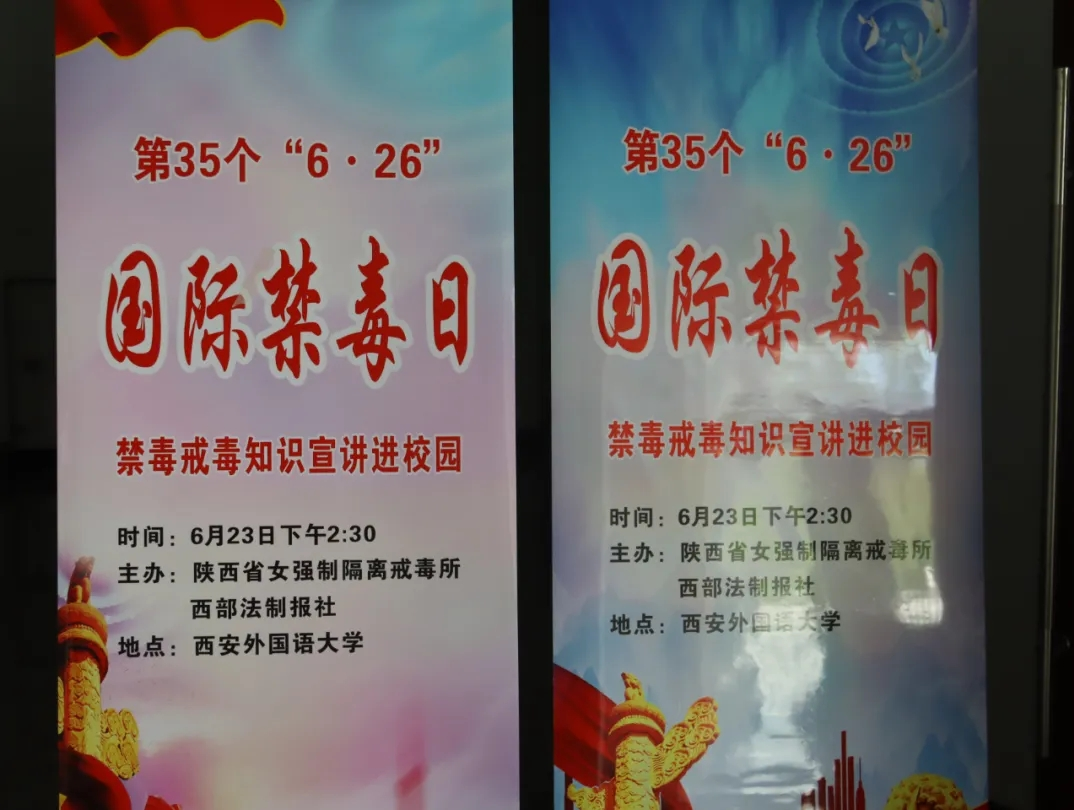 第35个“6·26”
国际禁毒日
禁毒戒毒知识宣讲进校园
时间：6月23日下午2:30
主办：陕西省女强制隔离戒毒所
西部法制报社
地点：西安外国语大学
第35个“6·26”
国际禁毒日
禁毒戒毒知识宣讲进校园
时间：6月23日下午2:30
主办：陕西省女强制隔离戒毒所
西部法制报社
地点：西安外国语大学